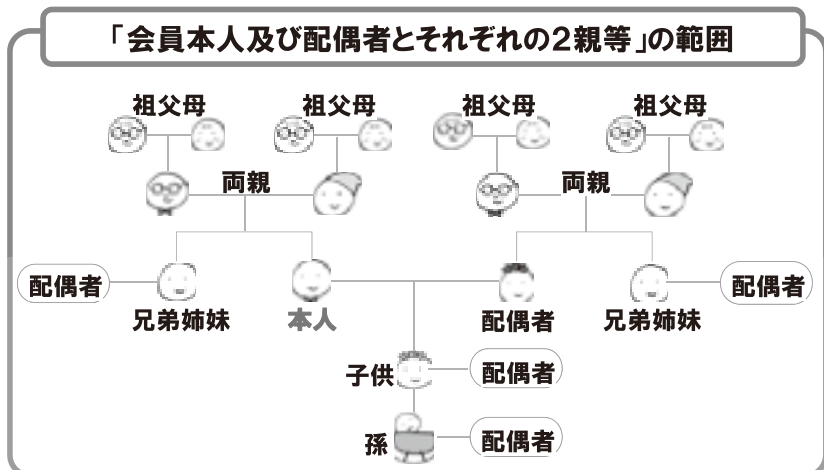 「会員本人及び配偶者とそれぞれの2親等」の範囲
祖父母 祖父母 祖父母 祖父母
両親 両親
配偶者 配偶者
兄弟姉妹 本人 配偶者 兄弟姉妹
子供 配偶者
孫 配偶者